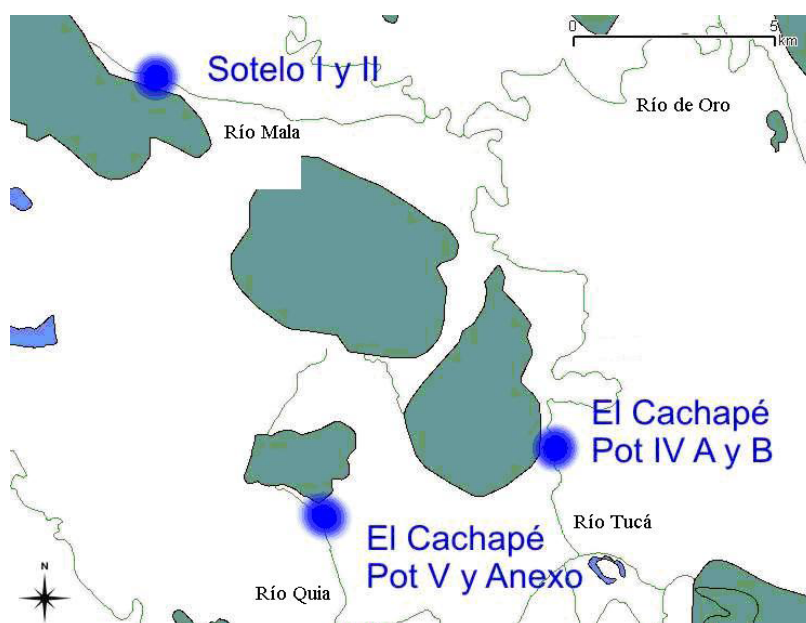 0 5
km
Sotelo I y II
Río de Oro
Río Mala
El Cachapé
Pot IV A y B
Río Tucá
El Cachapé
Pot V y Anexo
Río Quia
N